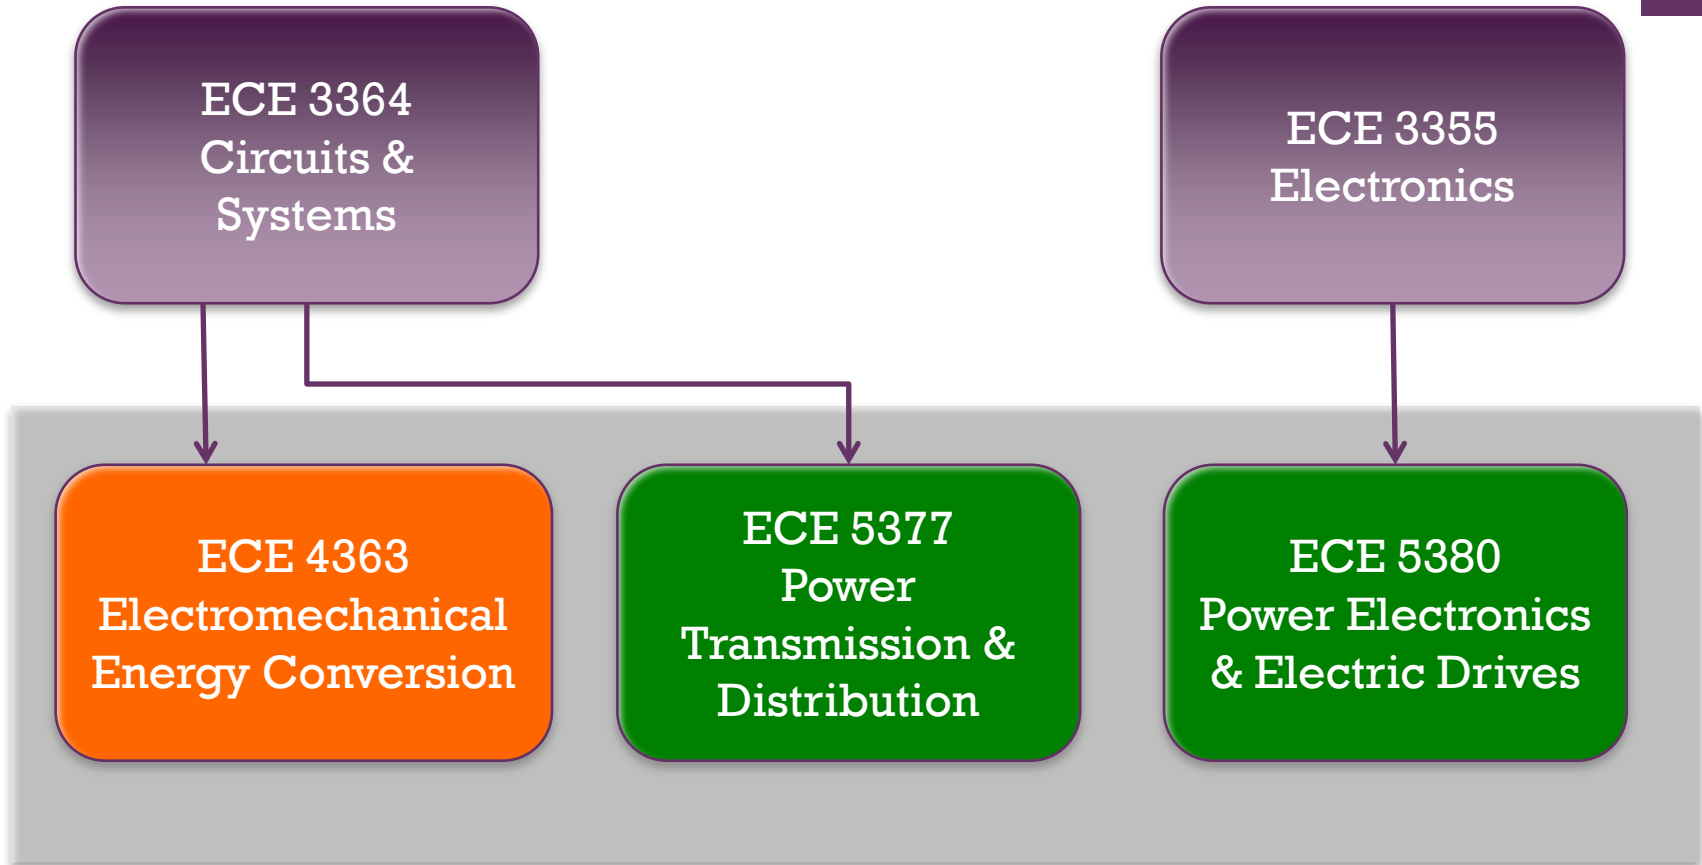 ECE 3364
Circuits &
Systems
ECE 3355
Electronics
ECE 4363
Electromechanical
Energy Conversion
ECE 5377
Power
Transmission &
Distribution
ECE 5380
Power Electronics
& Electric Drives